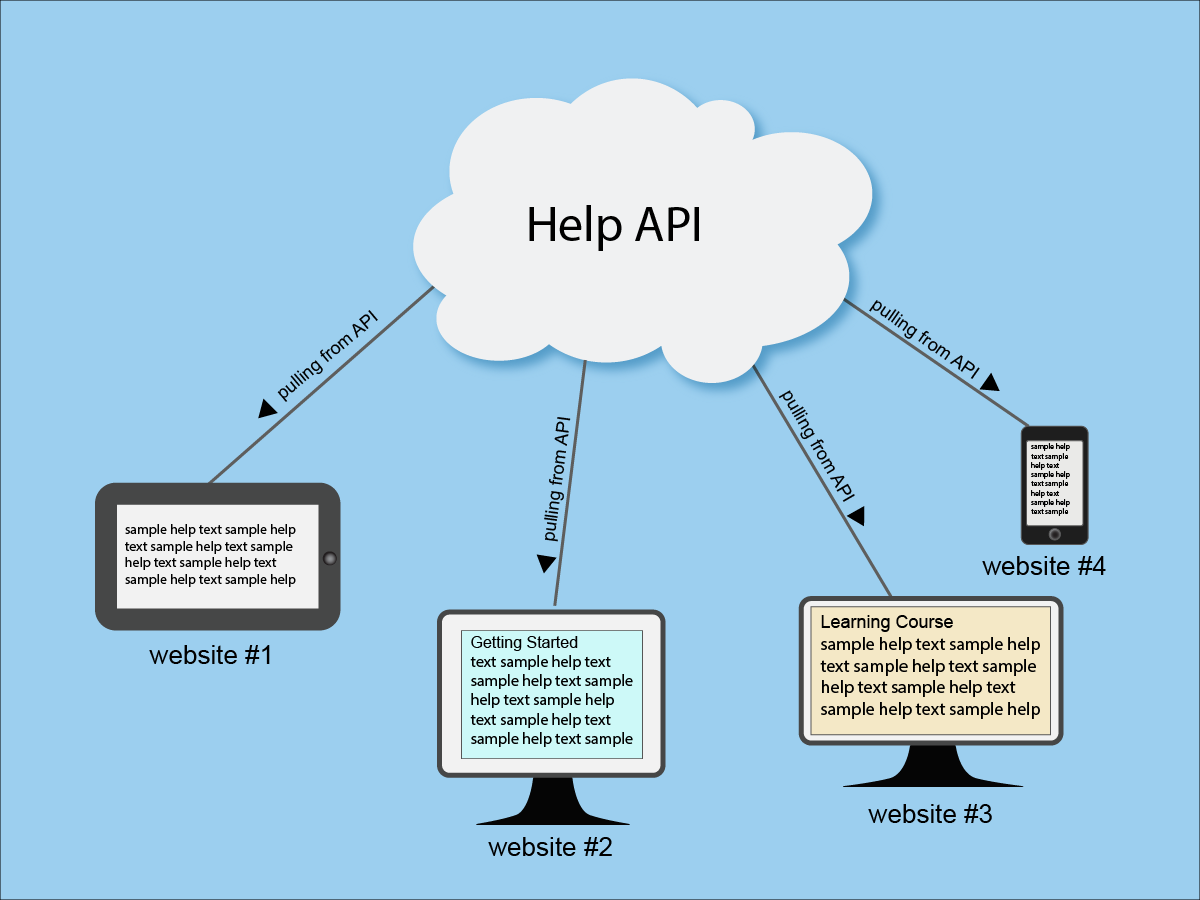 Help API
pulling from API
pulling from API
pulling from API
pulling from API
sample help text sample help
text sample help text sample
help text sample help text
sample help text sample help
website #1
Getting Started
text sample help text
sample help text sample
help text sample help
text sample help text
sample help text sample
website #2
Learning Course
sample help text sample help
text sample help text sample
help text sample help text
sample help text sample help
website #3
sample help
text sample
help text
sample help
text sample
help text
sample help
text sample
website #4